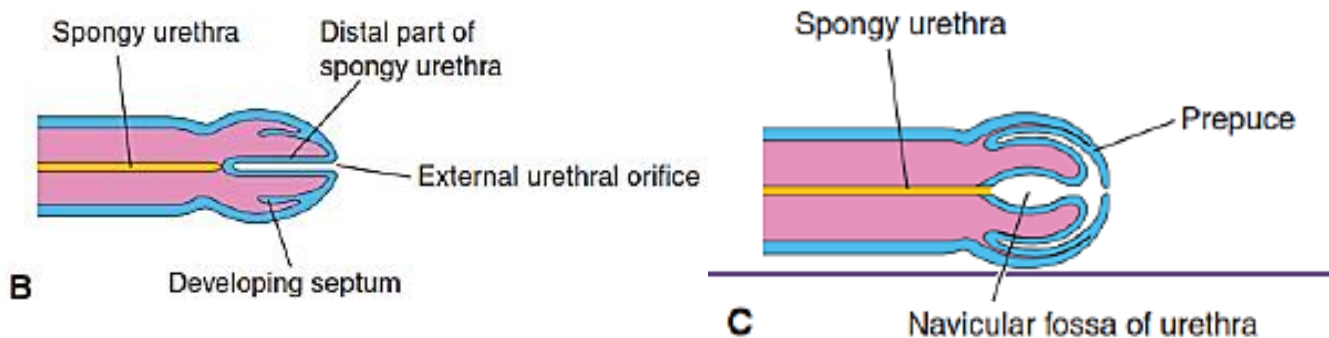 Spongy urethra
Distal part of
spongy urethra
External urethral orifice
Developing septum
B
Spongy urethra
Prepuce
Navicular fossa of urethra
C